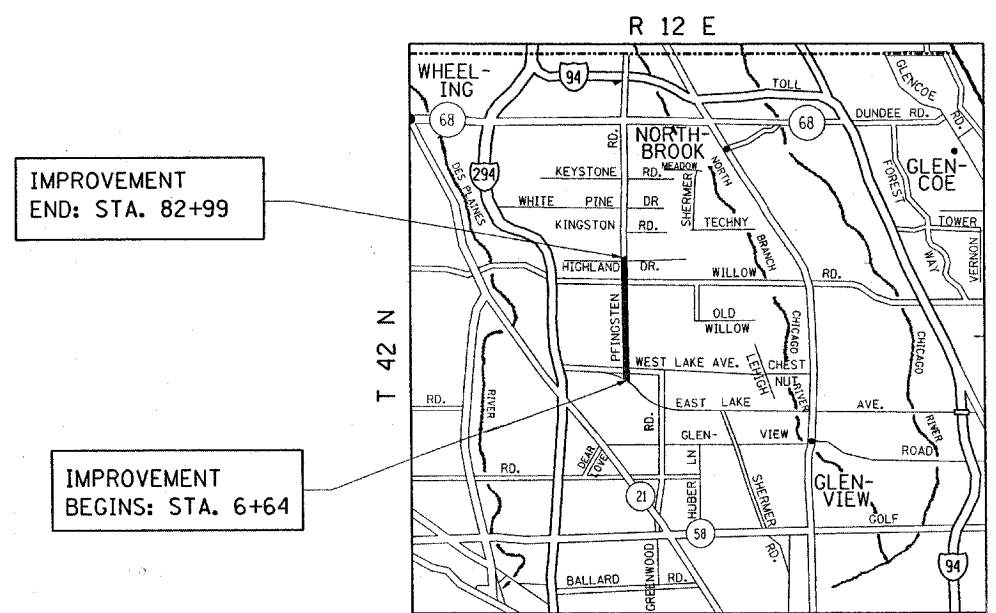 R 12 E
T 42 N
IMPROVEMENT
END: STA. 82+99
IMPROVEMENT
BEGINS: STA. 6+64
WHEEL-
ING
94
TOLL
GLENCOE
RD.
68
DUNDEE RD.
68
RD.
NORTH-
BROOK
GLEN-
COE
DES PLAINES
294
KEYSTONE RD.
MEADOW
SHERMER
NORTH
FOREST
WHITE PINE DR
TECHNY
TOWER
KINGSTON RD.
BRANCH
WAY
VERNON
HIGHLAND DR.
WILLOW RD.
PFINGSTEN
OLD
WILLOW
CHICAGO
CHICAGO
WEST LAKE AVE.
CHEST
NUT
LEHIGH
RIVER
RIVER
RD.
EAST LAKE AVE.
RIVER
RD.
GLEN- VIEW
ROAD
DEAR
LOVE
RD.
HUBER LN
SHERMER
RD.
GLEN-
VIEW
21
58
GOLF
GREENWOOD
BALLARD RD.
94